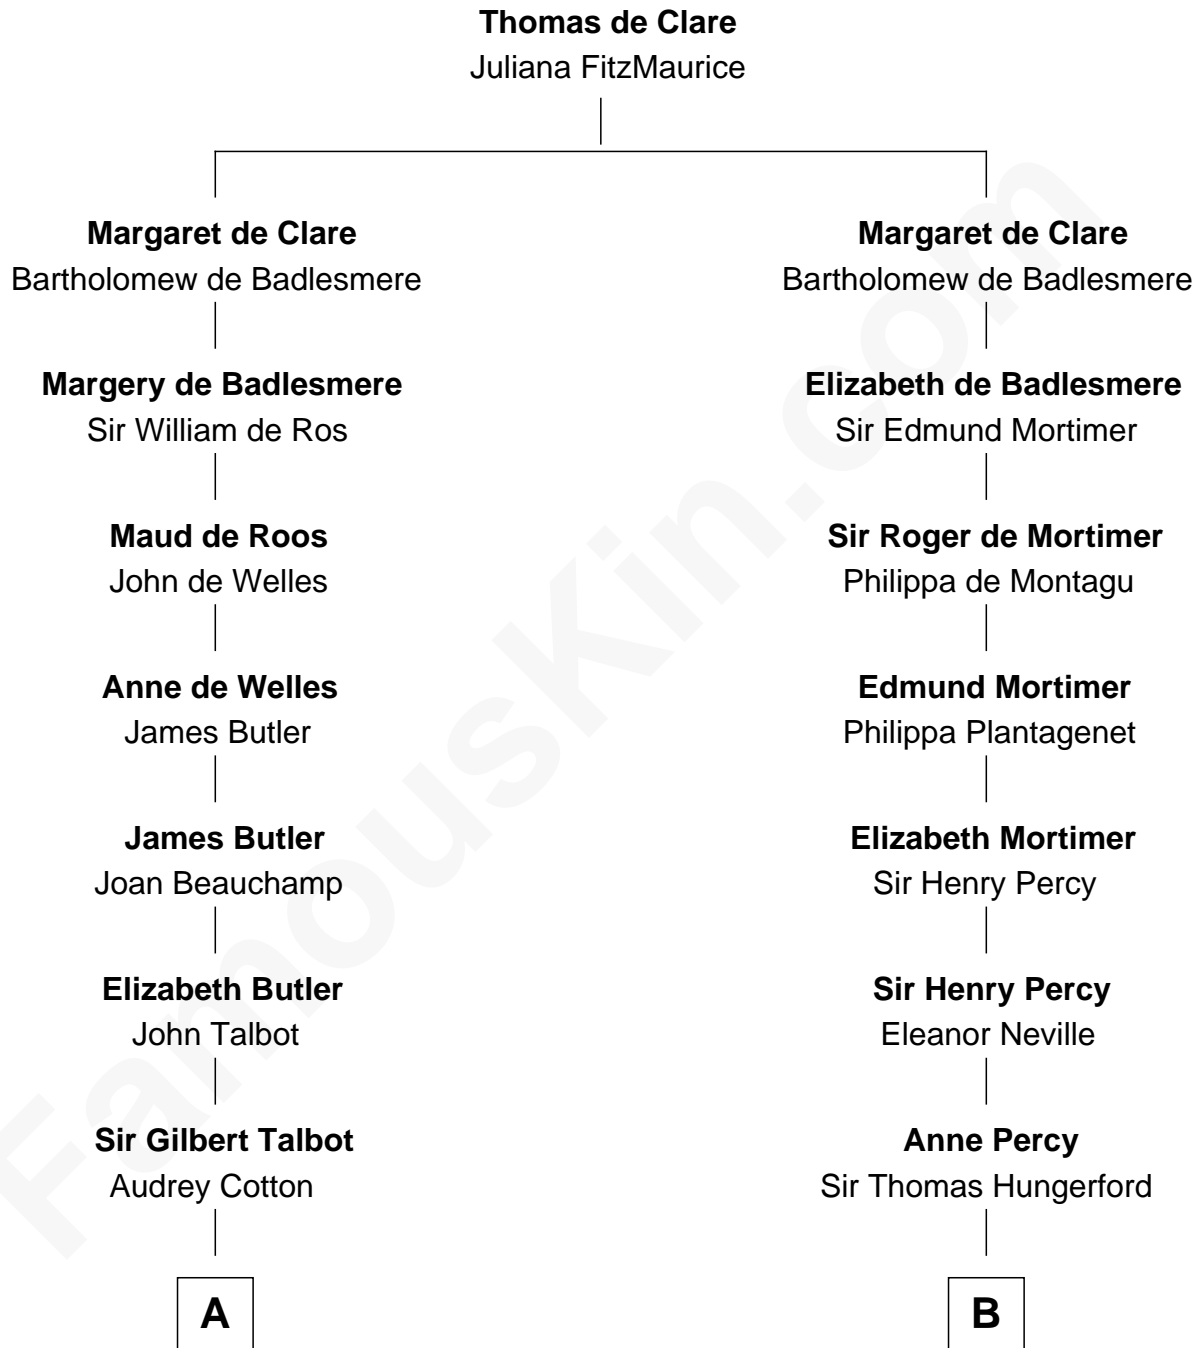 Thomas de Clare
Juliana FitzMaurice
Margaret de Clare
Bartholomew de Badlesmere
Margery de Badlesmere
Sir William de Ros
Maud de Roos
John de Welles
Anne de Welles
James Butler
James Butler
Joan Beauchamp
Elizabeth Butler
John Talbot
Sir Gilbert Talbot
Audrey Cotton
A
Margaret de Clare
Bartholomew de Badlesmere
Elizabeth de Badlesmere
Sir Edmund Mortimer
Sir Roger de Mortimer
Philippa de Montagu
Edmund Mortimer
Philippa Plantagenet
Elizabeth Mortimer
Sir Henry Percy
Sir Henry Percy
Eleanor Neville
Anne Percy
Sir Thomas Hungerford
B
FamousKin.com